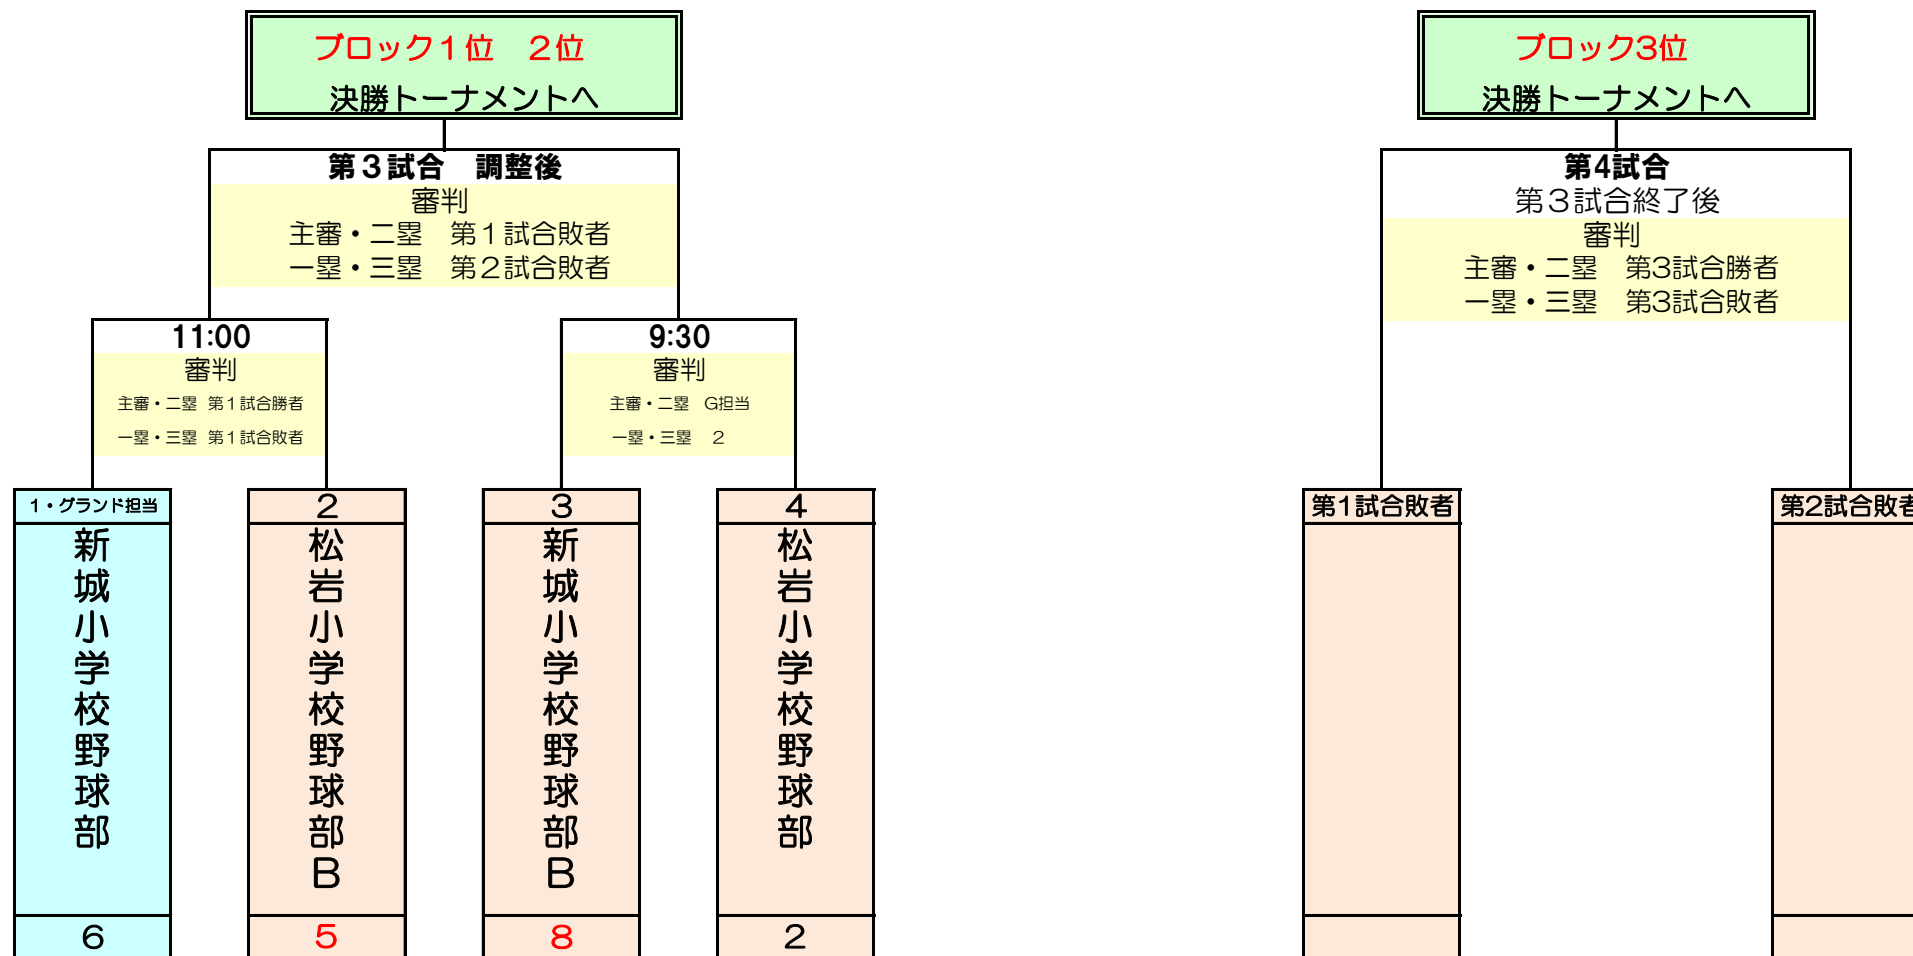 ブロック１位　２位
決勝トーナメントへ
第３試合　調整後
審判
主審・二塁　第１試合敗者
一塁・三塁　第２試合敗者
11:00
審判
主審・二塁 第１試合勝者
一塁・三塁 第１試合敗者
9:30
審判
主審・二塁　G担当
一塁・三塁　２
1・グランド担当
新城小学校野球部
6
2
松岩小学校野球部B
5
3
新城小学校野球部B
8
4
松岩小学校野球部
2
ブロック3位
決勝トーナメントへ
第4試合
第３試合終了後
審判
主審・二塁　第3試合勝者
一塁・三塁　第3試合敗者
第1試合敗者
第2試合敗者